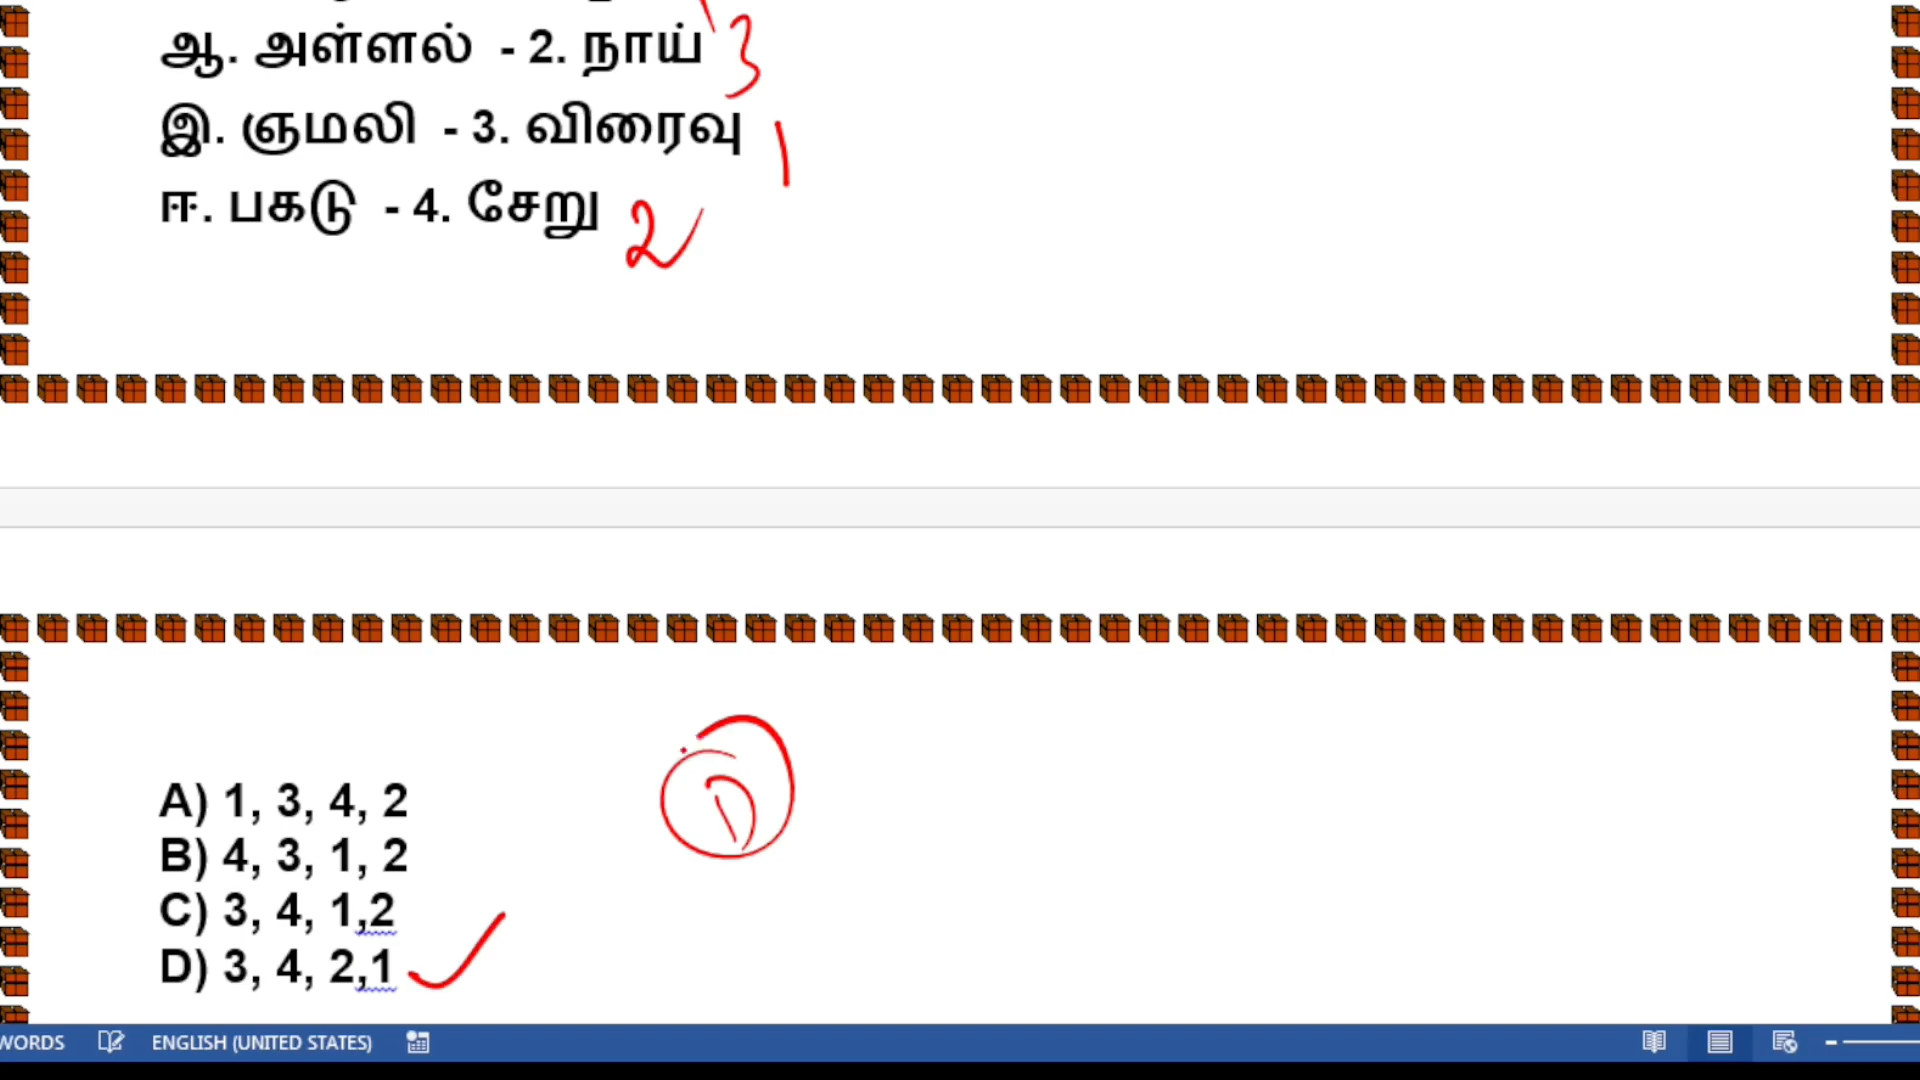 ஆ. அள்ளல் - 2. நாய் 3
இ. ஞமலி - 3. விரைவு 1
ஈ. பகடு - 4. சேறு 2
D
A) 1, 3, 4, 2
B) 4, 3, 1, 2
C) 3, 4, 1,2
D) 3, 4, 2,1
WORDS ENGLISH (UNITED STATES)